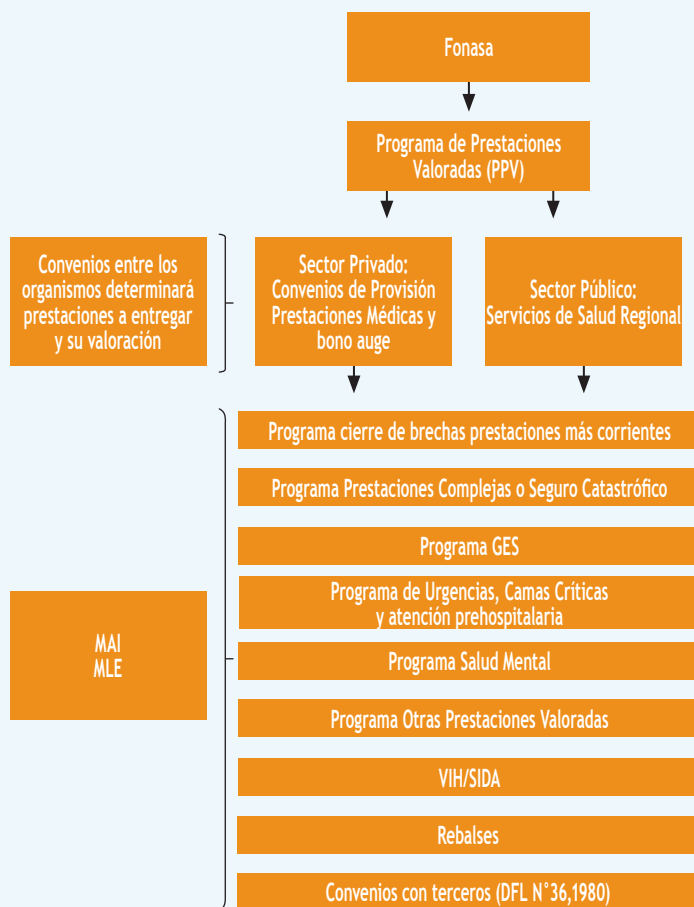 Fonasa
Programa de Prestaciones
Valoradas (PPV)
Convenios entre los
organismos determinará
prestaciones a entregar
y su valoración
Sector Privado:
Convenios de Provisión
Prestaciones Médicas y
bono auge
Sector Público:
Servicios de Salud Regional
Programa cierre de brechas prestaciones más corrientes
Programa Prestaciones Complejas o Seguro Catastrófico
Programa GES
Programa de Urgencias, Camas Críticas
y atención prehospitalaria
MAI
MLE
Programa Salud Mental
Programa Otras Prestaciones Valoradas
VIH/SIDA
Rebalses
Convenios con terceros (DFL N°36,1980)